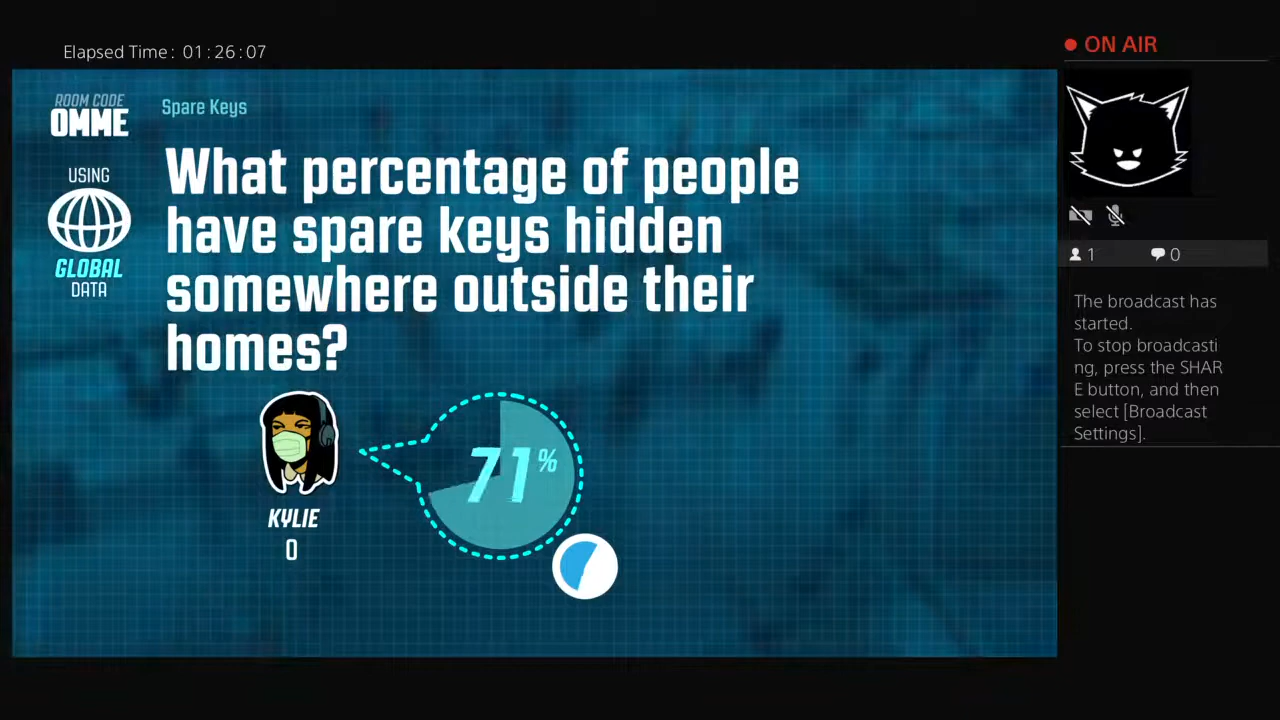 Elapsed Time: 01:26:07
ON AIR
ROOM CODE
OMME
Spare Keys
USING
GLOBAL
DATA
What percentage of people
have spare keys hidden
somewhere outside their
homes?
71%
KYLIE
0
1
0
The broadcast has
started.
To stop broadcasti
ng, press the SHAR
E button, and then
select [Broadcast
Settings].